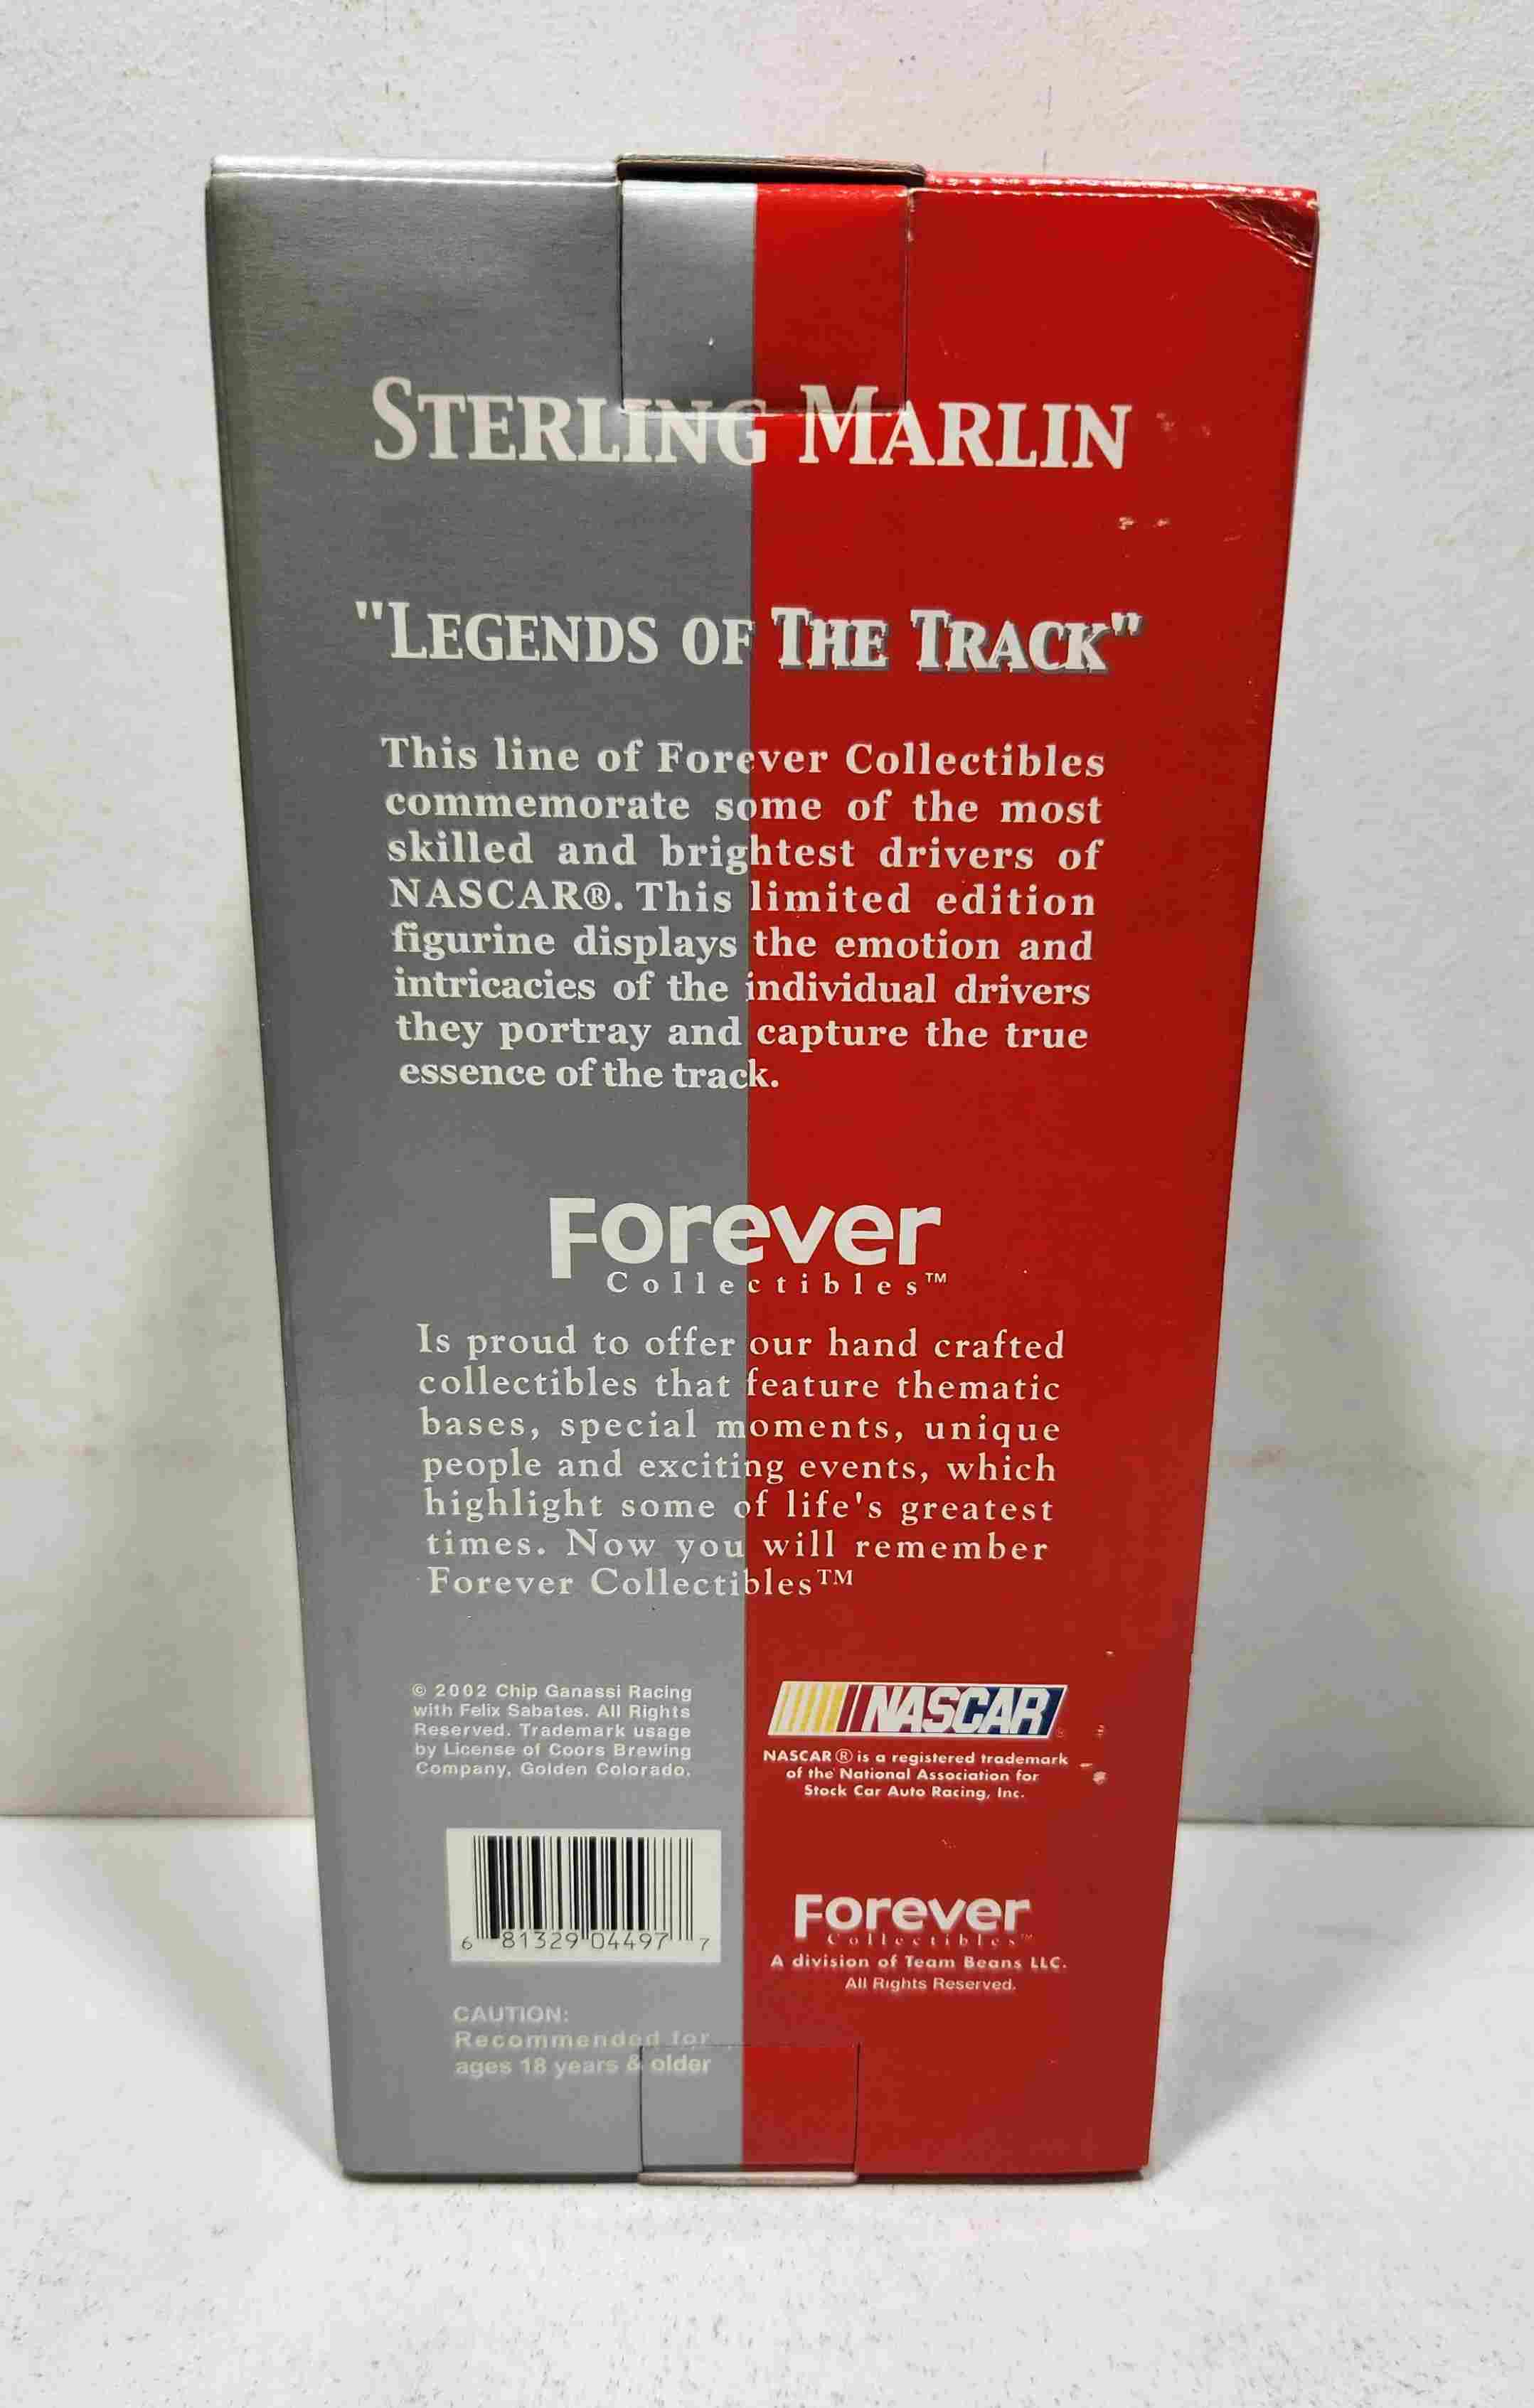 STERLING MARLIN
"LEGENDS OF THE TRACK"
This line of Forever Collectibles
commemorate some of the most
skilled and brightest drivers of
NASCAR®. This limited edition
figurine displays the emotion and
intricacies of the individual drivers
they portray and capture the true
essence of the track.
Forever
Collectibles™
Is proud to offer our hand crafted
collectibles that feature thematic
bases, special moments, unique
people and exciting events, which
highlight some of life's greatest
times. Now you will remember
Forever Collectibles™
© 2002 Chip Ganassi Racing
with Felix Sabates. All Rights
Reserved. Trademark usage
by License of Coors Brewing
Company, Golden Colorado.
NASCAR
NASCAR ® is a registered trademark
of the National Association for
Stock Car Auto Racing, Inc.
6 81329 04497 7
Forever
Collectibles™
A division of Team Beans LLC.
All Rights Reserved.
CAUTION:
Recommended for
ages 18 years & older